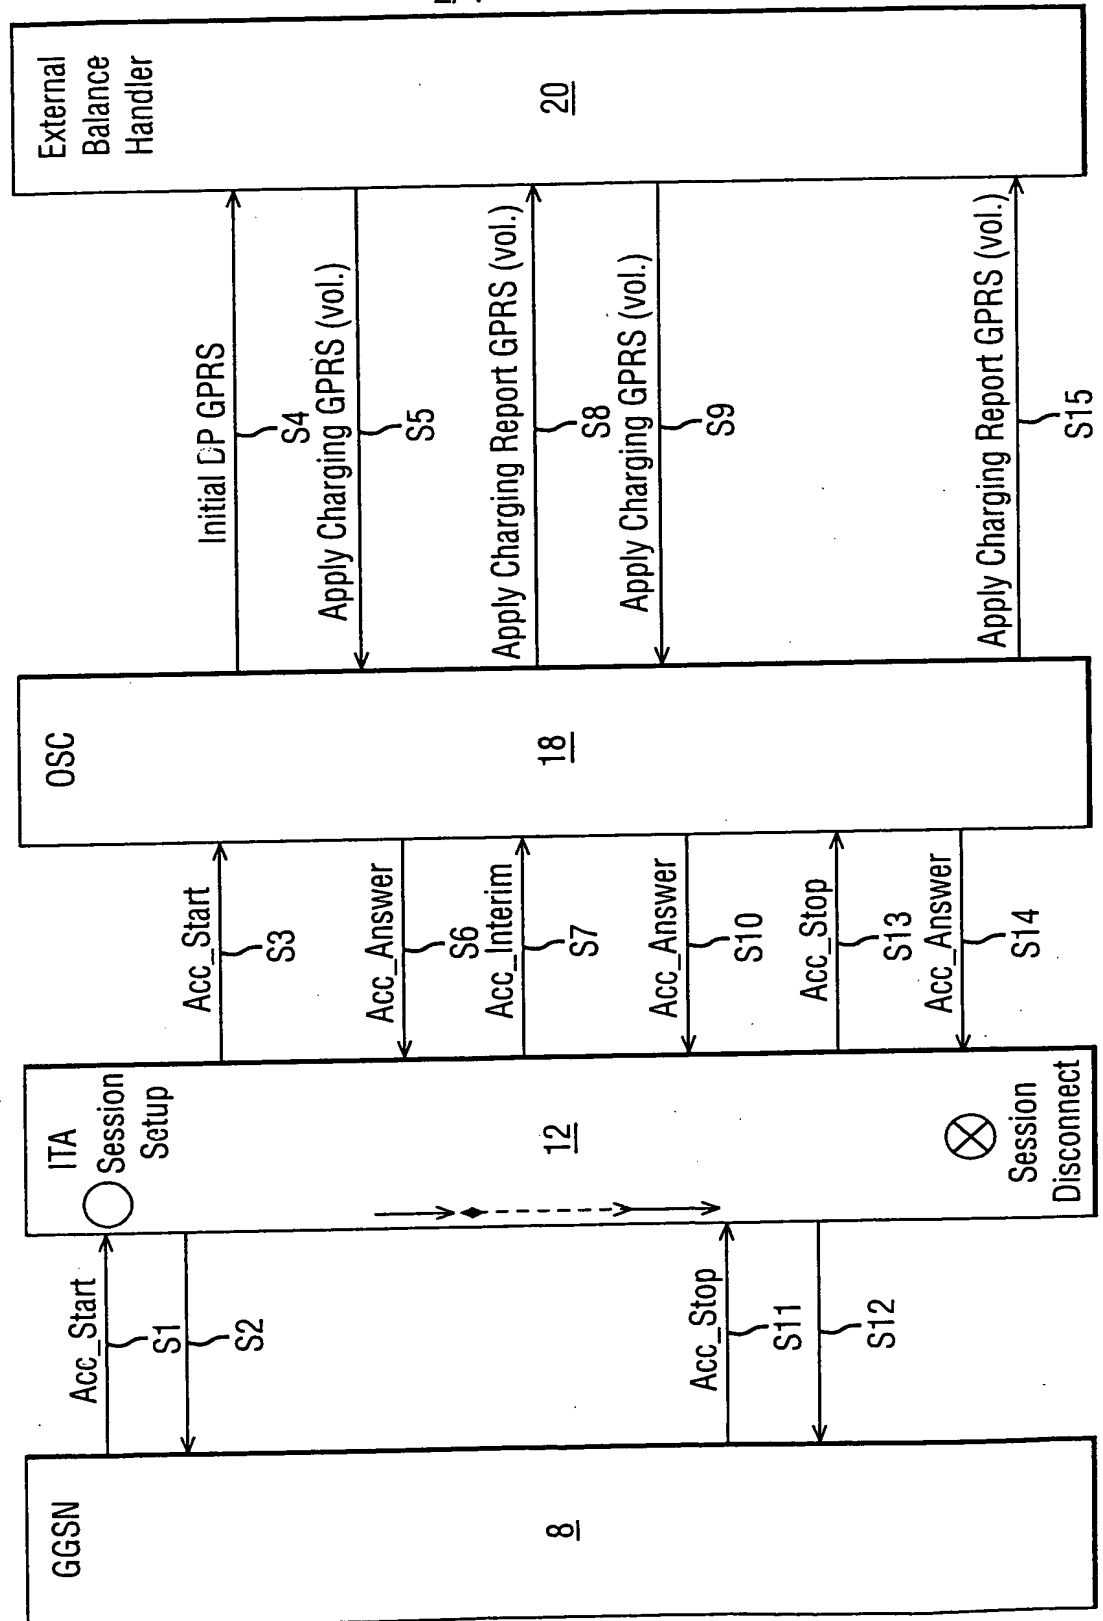 GGSN
8
ITA
Session
Setup
12
Session
Disconnect
OSC
18
External
Balance
Handler
20
Acc_Start
S1
S2
Acc_Stop
S11
S12
Acc_Start
S3
Acc_Answer
S6
Acc_Interim
S7
Acc_Answer
S10
Acc_Stop
S13
Acc_Answer
S14
Initial DP GPRS
S4
Apply Charging GPRS (vol.)
S5
Apply Charging Report GPRS (vol.)
S8
Apply Charging GPRS (vol.)
S9
Apply Charging Report GPRS (vol.)
S15